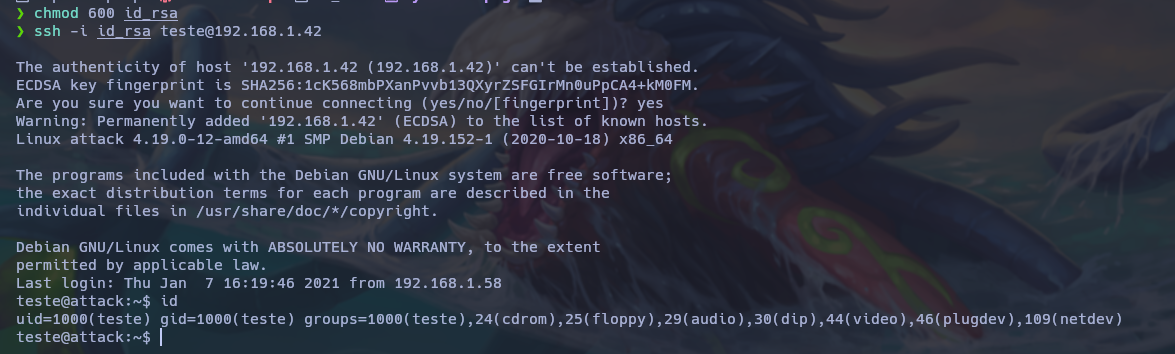 ❯ chmod 600 id_rsa
❯ ssh -i id_rsa teste@192.168.1.42
The authenticity of host '192.168.1.42 (192.168.1.42)' can't be established.
ECDSA key fingerprint is SHA256:1cK568mbPXanPvvb13QXyrZSFGIrMn0uPpCA4+kM0FM.
Are you sure you want to continue connecting (yes/no/[fingerprint])? yes
Warning: Permanently added '192.168.1.42' (ECDSA) to the list of known hosts.
Linux attack 4.19.0-12-amd64 #1 SMP Debian 4.19.152-1 (2020-10-18) x86_64
The programs included with the Debian GNU/Linux system are free software;
the exact distribution terms for each program are described in the
individual files in /usr/share/doc/*/copyright.
Debian GNU/Linux comes with ABSOLUTELY NO WARRANTY, to the extent
permitted by applicable law.
Last login: Thu Jan  7 16:19:46 2021 from 192.168.1.58
teste@attack:~$ id
uid=1000(teste) gid=1000(teste) groups=1000(teste),24(cdrom),25(floppy),29(audio),30(dip),44(video),46(plugdev),109(netdev)
teste@attack:~$